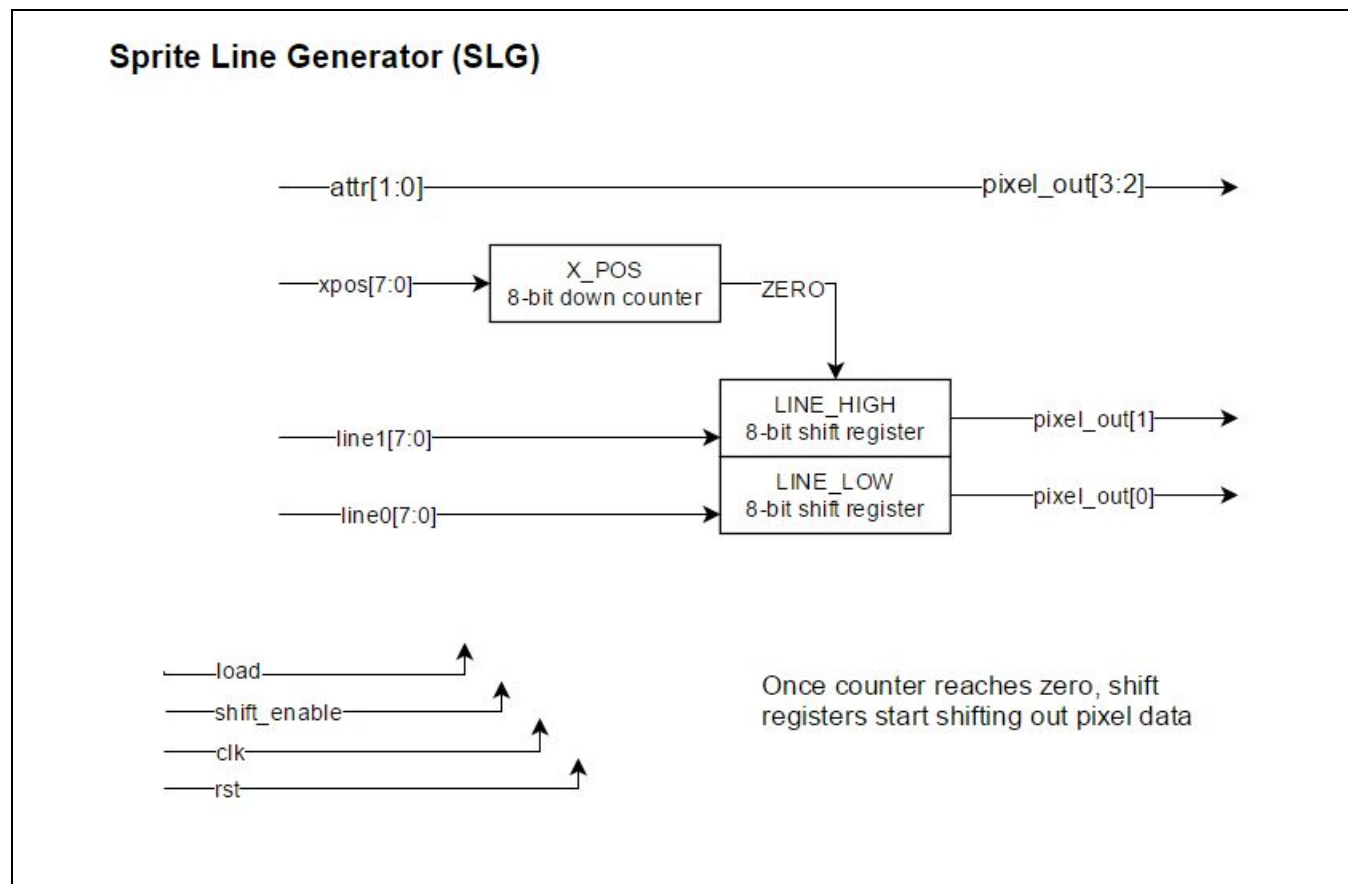 Sprite Line Generator (SLG)
attr[1:0]
pixel_out[3:2]
xpos[7:0]
X_POS
8-bit down counter
ZERO
line1[7:0]
LINE_HIGH
8-bit shift register
pixel_out[1]
line0[7:0]
LINE_LOW
8-bit shift register
pixel_out[0]
load
shift_enable
clk
rst
Once counter reaches zero, shift
registers start shifting out pixel data